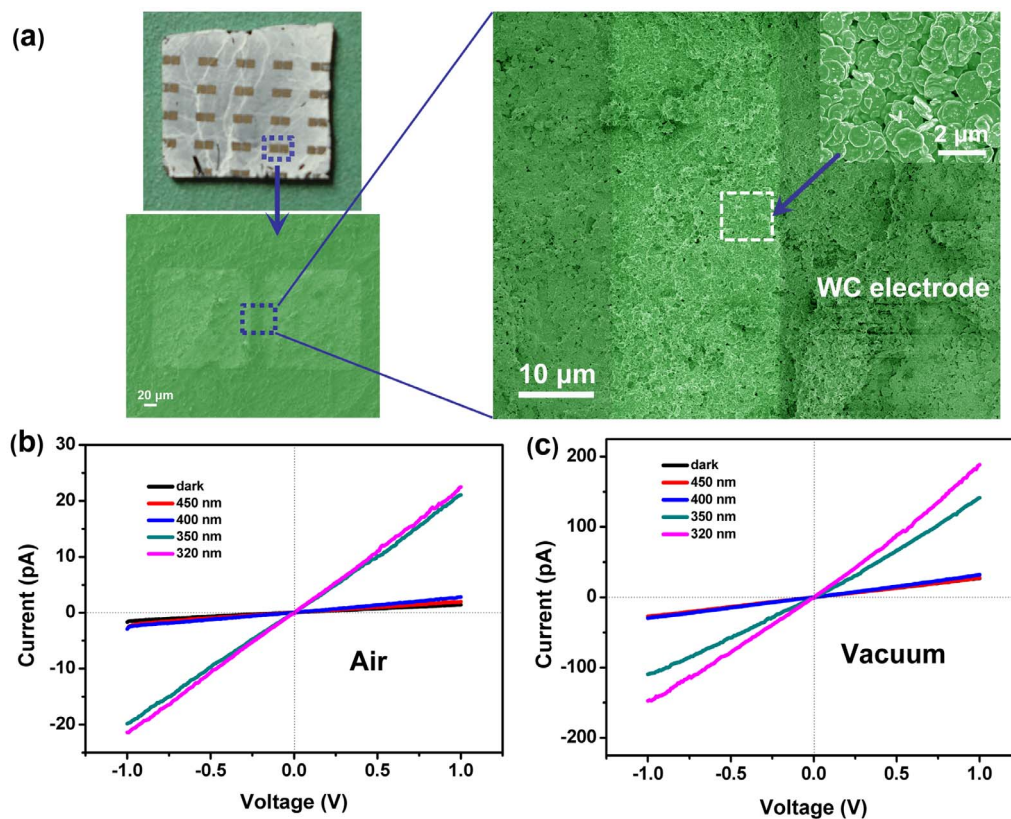 (a)
2 µm
WC electrode
10 µm
20 µm
(b)
30
20
10
0
-10
-20
Current (pA)
dark
450 nm
400 nm
350 nm
320 nm
Air
-1.0
-0.5
0.0
0.5
1.0
Voltage (V)
(c)
200
100
0
-100
-200
Current (pA)
dark
450 nm
400 nm
350 nm
320 nm
Vacuum
-1.0
-0.5
0.0
0.5
1.0
Voltage (V)